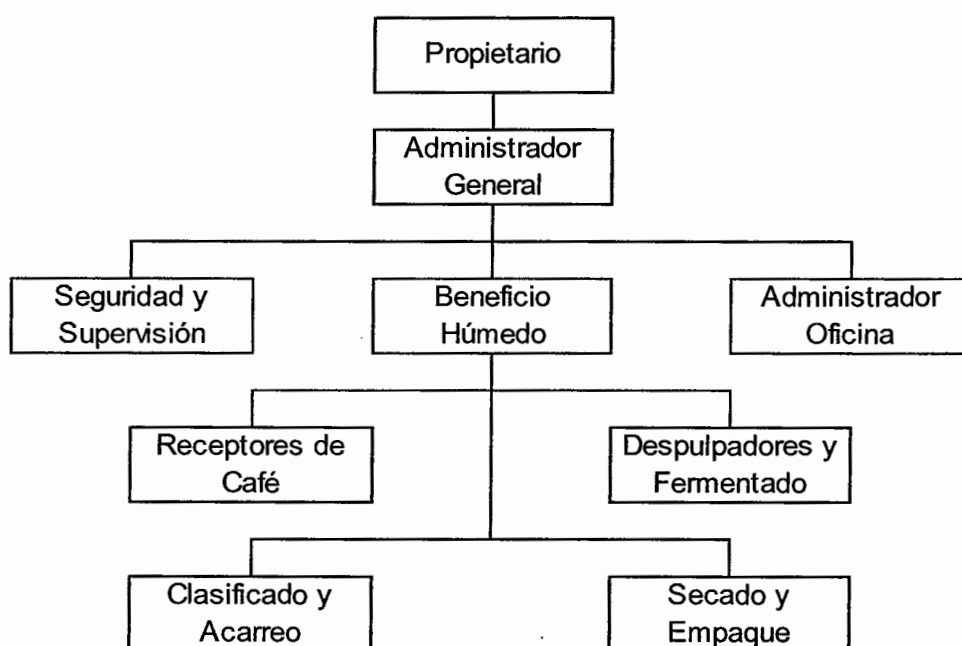 Propietario
Administrador
General
Seguridad y
Supervisión
Beneficio
Húmedo
Administrador
Oficina
Receptores de
Café
Despulpadores y
Fermentado
Clasificado y
Acarreo
Secado y
Empaque